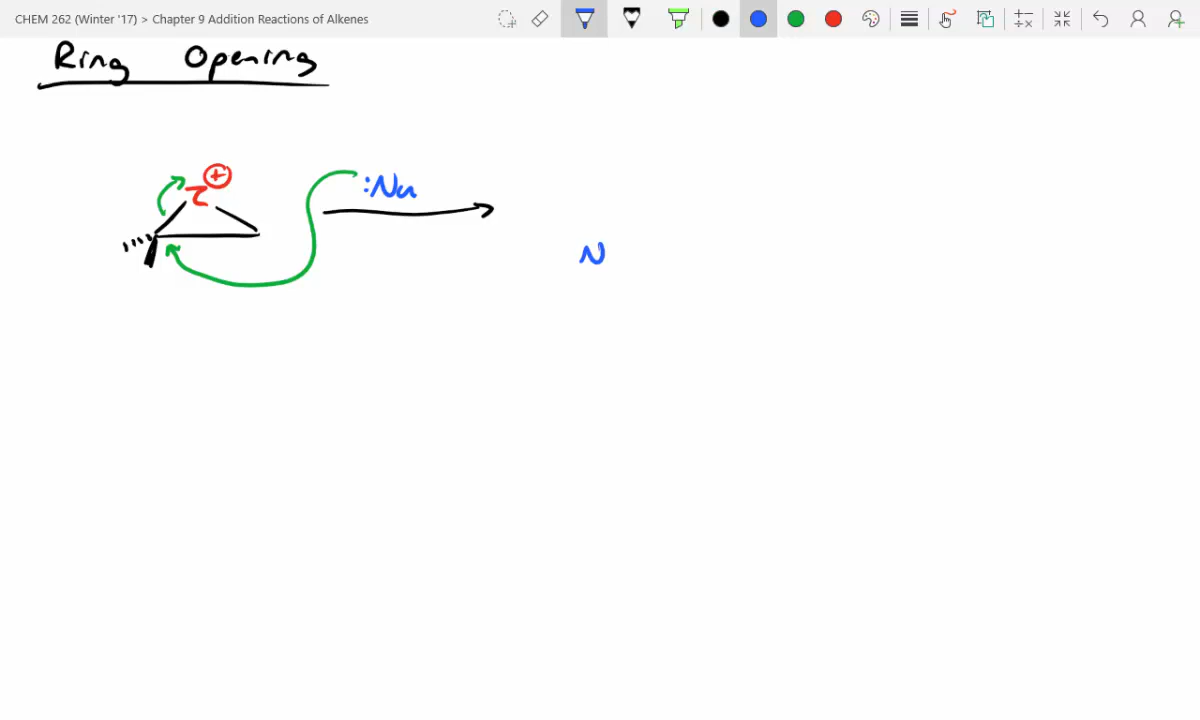 CHEM 262 (Winter '17) > Chapter 9 Addition Reactions of Alkenes
Ring Opening
⊕
:Nu
N